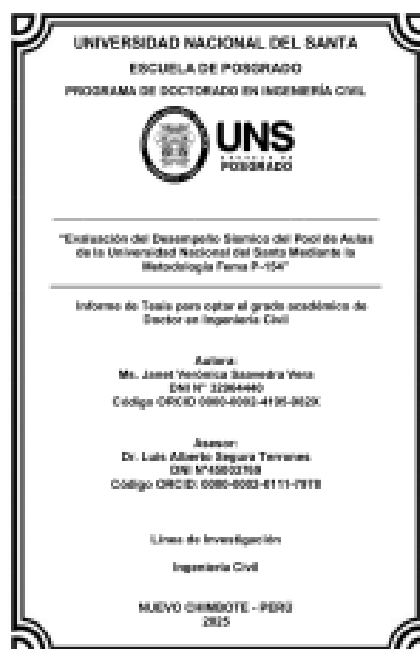 UNIVERSIDAD NACIONAL DEL SANTA
ESCUELA DE POSGRADO
PROGRAMA DE DOCTORADO EN INGENIERÍA CIVIL
UNS
ESCUELA DE
POSGRADO
"Evaluación del Desempeño Sísmico del Pool de Aulas
de la Universidad Nacional del Santa Mediante la
Metodología Fema P-154"
Informe de Tesis para optar el grado académico de
Doctor en Ingeniería Civil
Autora:
Ms. Janet Verónica Saavedra Vera
DNI N°
Código ORCID
Asesor:
Dr. Luis Alberto Segura Terrones
DNI N°
Código ORCID:
Línea de Investigación
Ingeniería Civil
NUEVO CHIMBOTE - PERÚ
2025